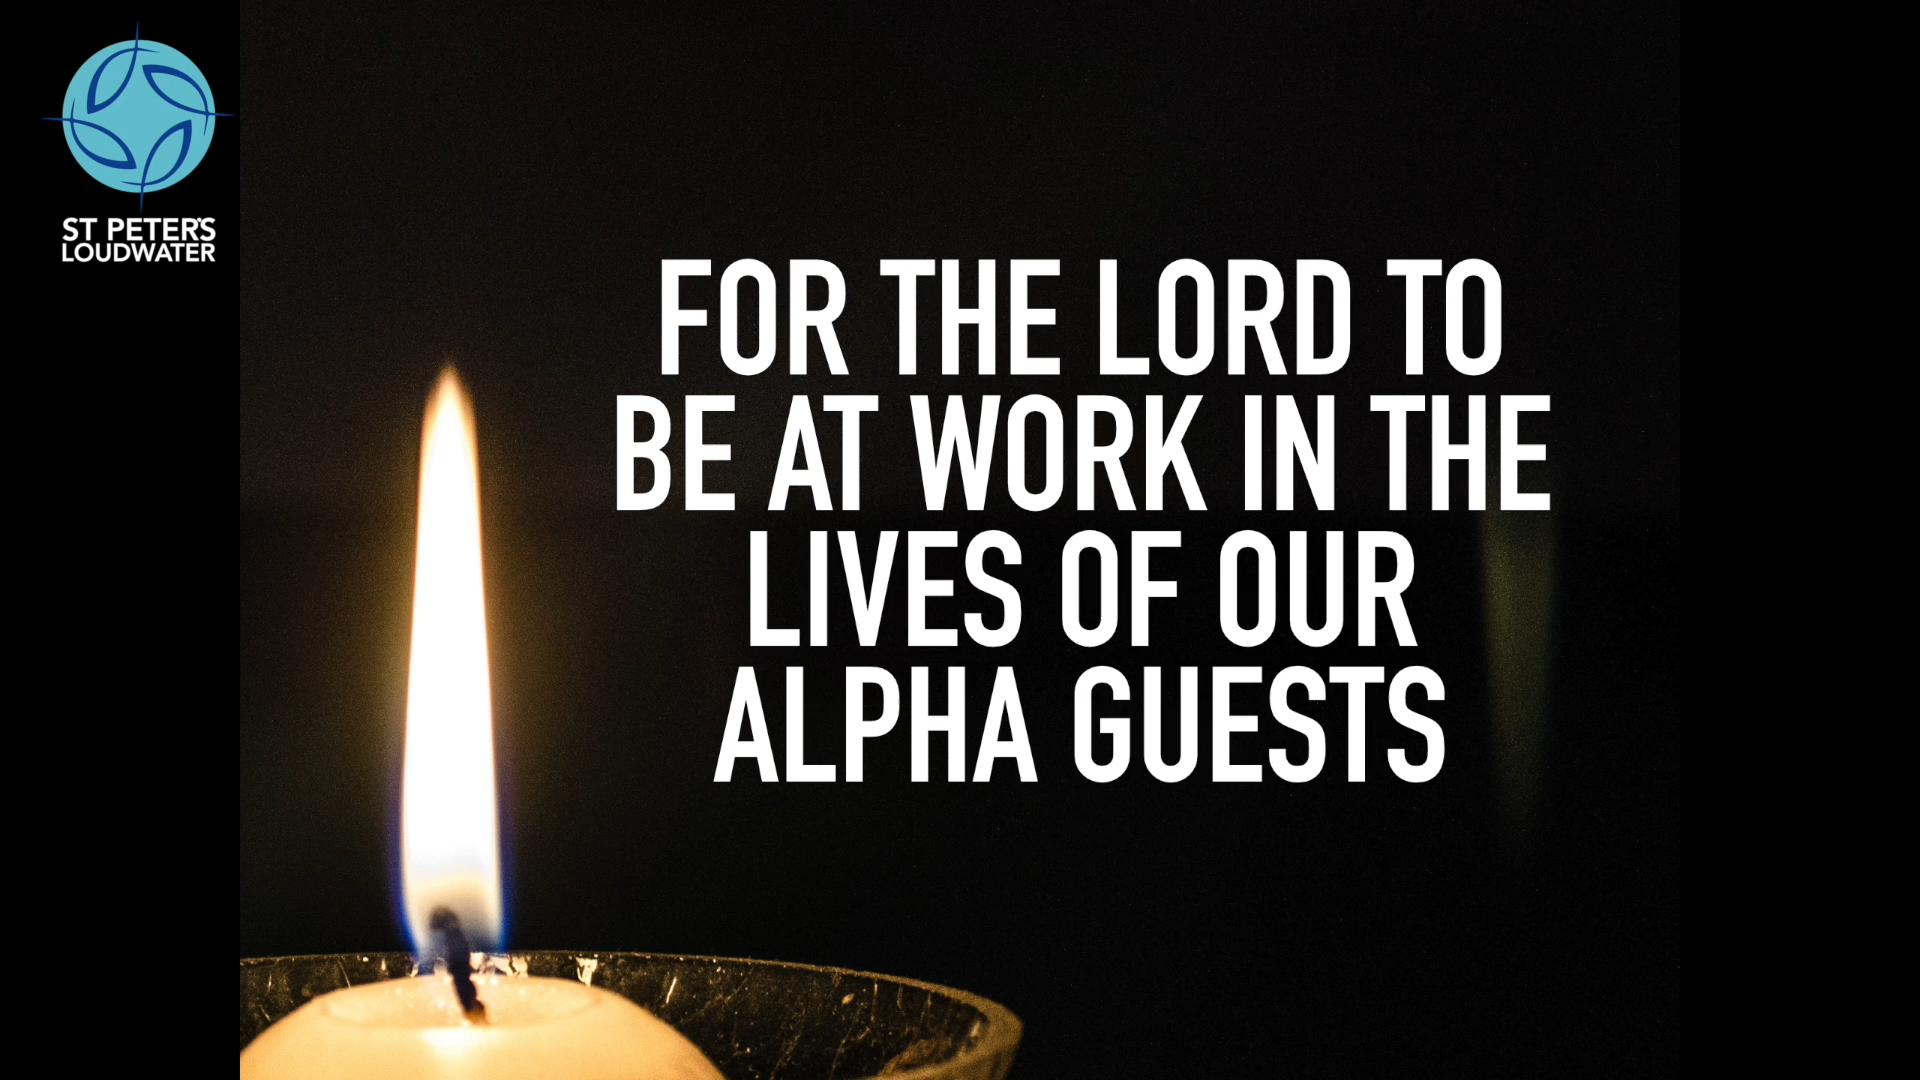 ST PETER'S
LOUDWATER
FOR THE LORD TO
BE AT WORK IN THE
LIVES OF OUR
ALPHA GUESTS